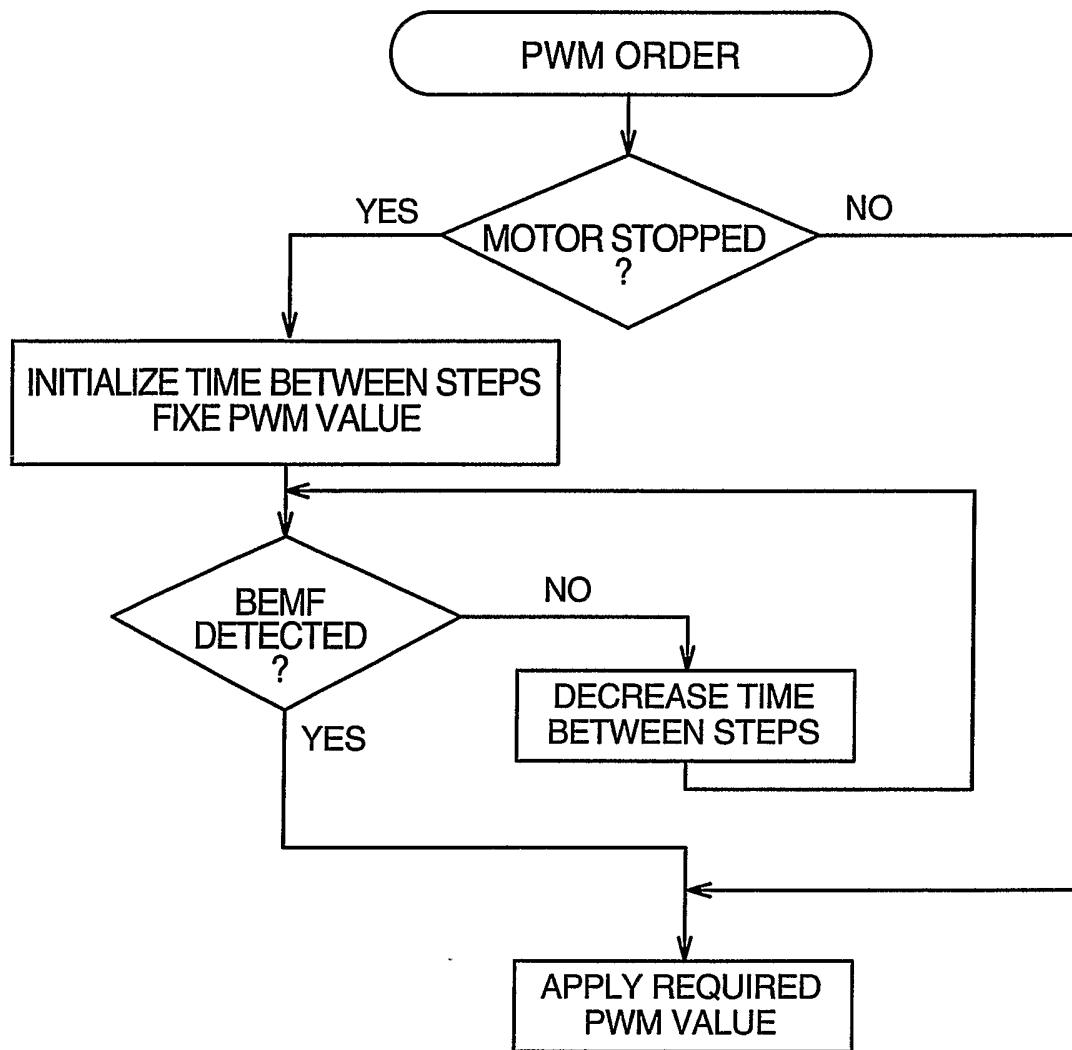 PWM ORDER
YES
NO
MOTOR STOPPED
?
INITIALIZE TIME BETWEEN STEPS
FIXE PWM VALUE
BEMF
DETECTED
?
NO
DECREASE TIME
BETWEEN STEPS
YES
APPLY REQUIRED
PWM VALUE